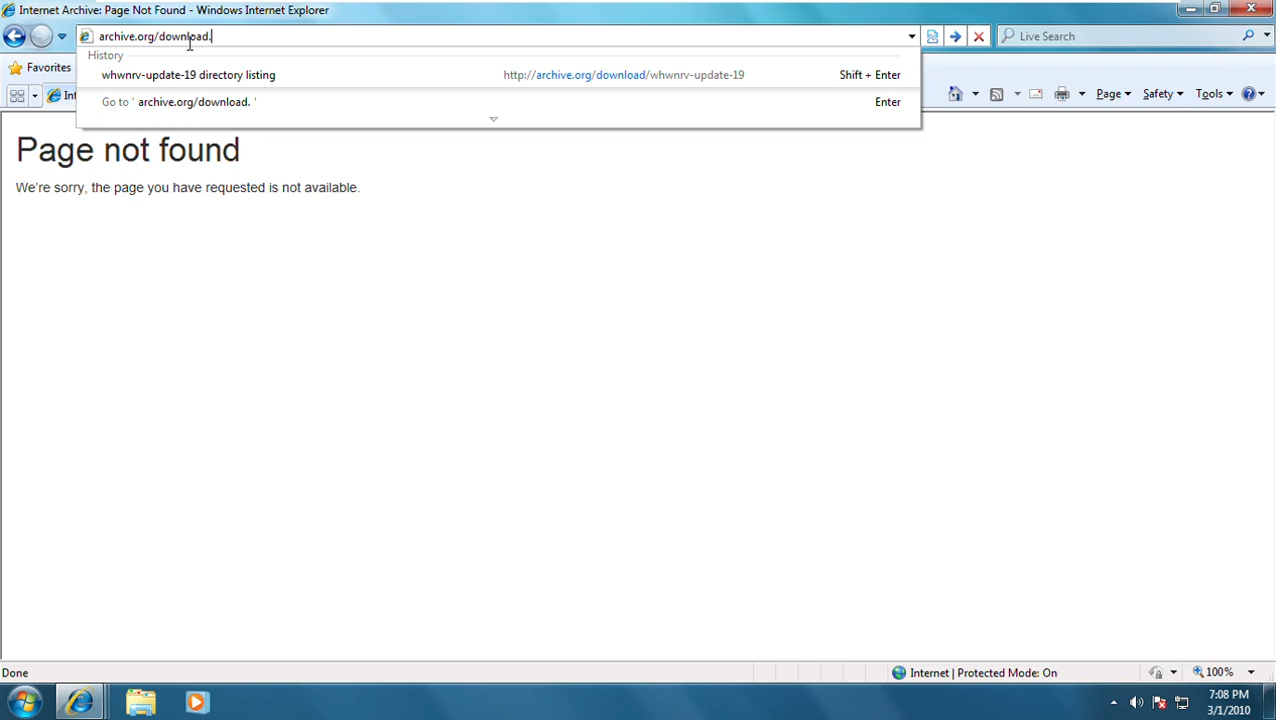 Internet Archive: Page Not Found - Windows Internet Explorer
archive.org/download.
Live Search
History
whwnrv-update-19 directory listing http://archive.org/download/whwnrv-update-19 Shift + Enter
Go to ' archive.org/download. ' Enter
Favorites
Int
Page Safety Tools
Page not found
We're sorry, the page you have requested is not available.
Done
Internet | Protected Mode: On
100%
7:08 PM
3/1/2010